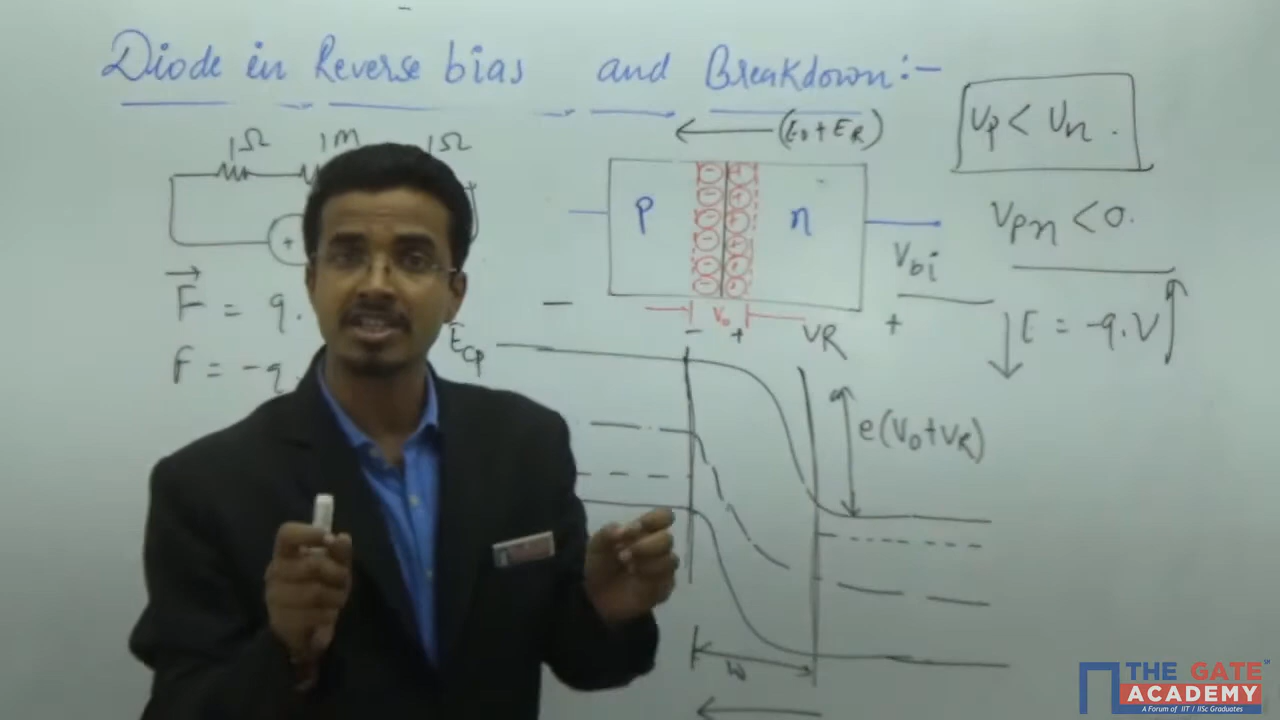 Diode in Reverse bias and Breakdown:-
1Ω 1M 1Ω
(E0+ER)
Vp < Vn .
+
p
n
Vpn < 0.
Vbi
F = q.
F = -q
V0
- +
VR
-
+
E = -q.V
Ecp
e(V0+VR)
W
THE GATE
ACADEMY
A Forum of IIT / IISc Graduates